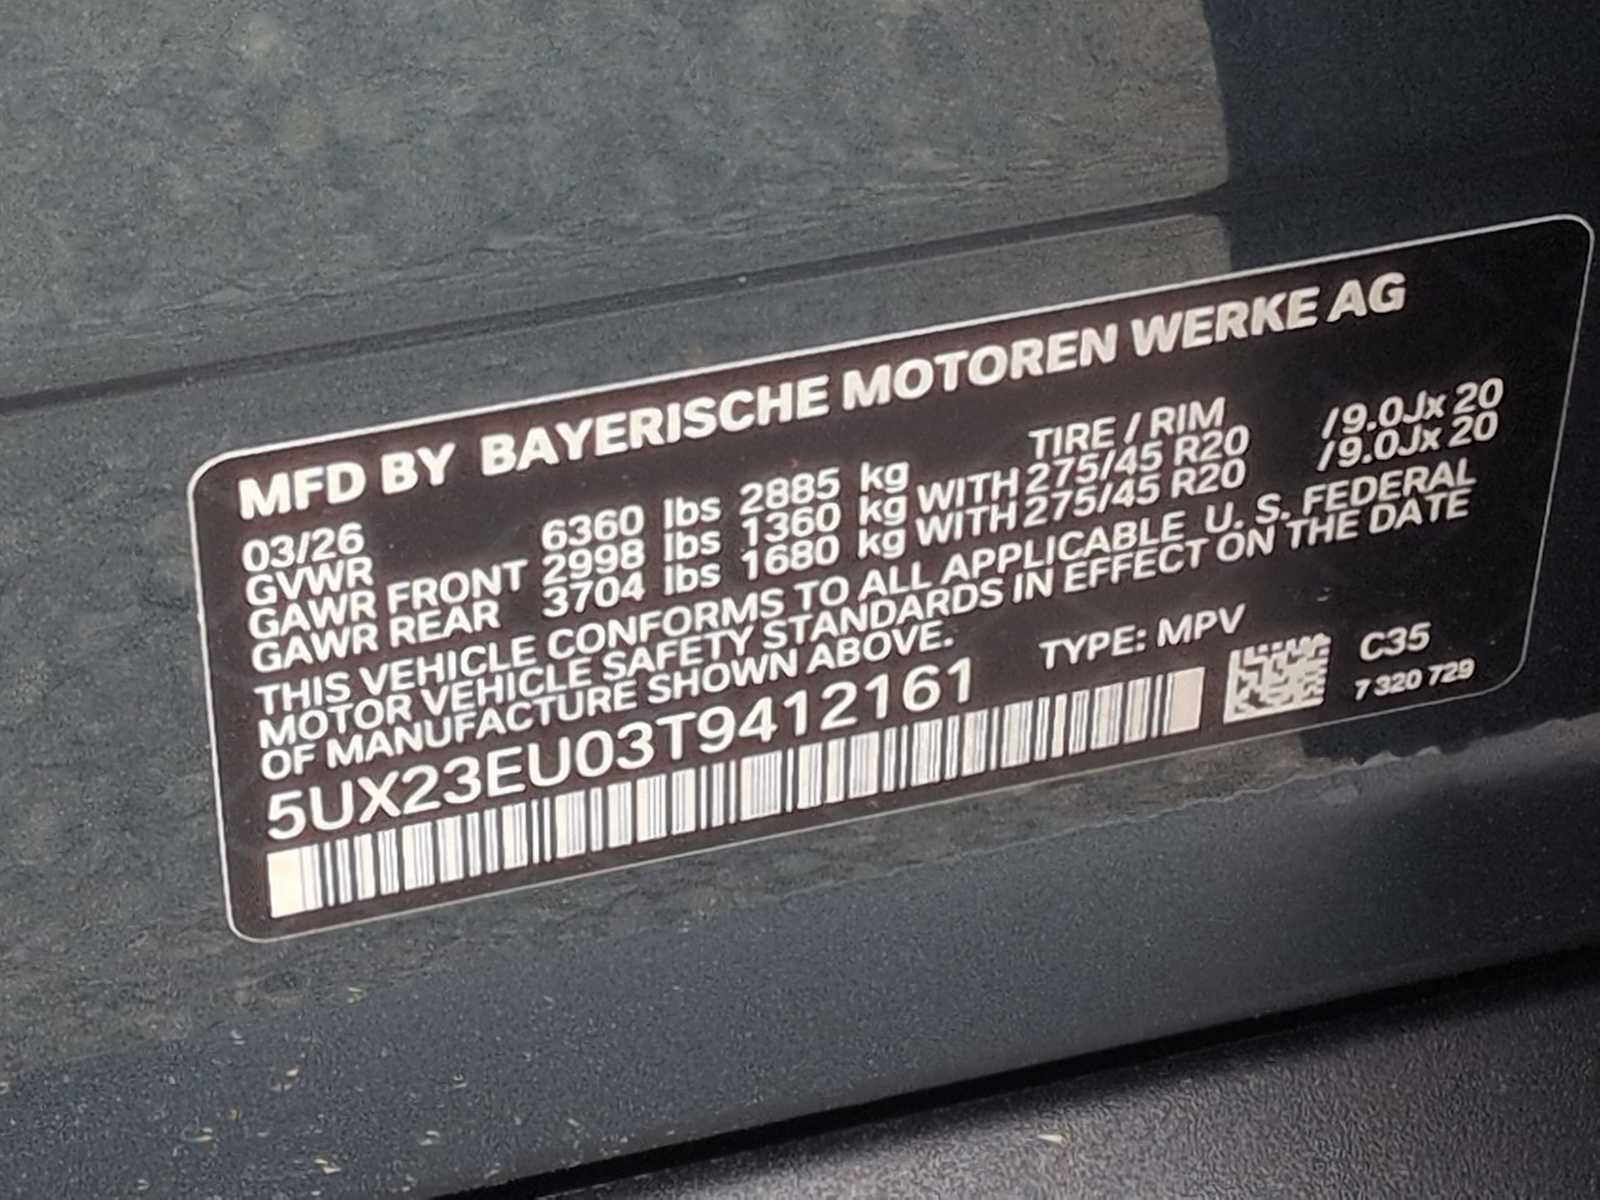 MFD BY BAYERISCHE MOTOREN WERKE AG
03/26 TIRE / RIM
GVWR 6360 lbs 2885 kg
GAWR FRONT 2998 lbs 1360 kg WITH 275/45 R20 /9.0Jx 20
GAWR REAR 3704 lbs 1680 kg WITH 275/45 R20 /9.0Jx 20
THIS VEHICLE CONFORMS TO ALL APPLICABLE U. S. FEDERAL
MOTOR VEHICLE SAFETY STANDARDS IN EFFECT ON THE DATE
OF MANUFACTURE SHOWN ABOVE.
5UX23EU03T9412161 TYPE: MPV
C35
7 320 729